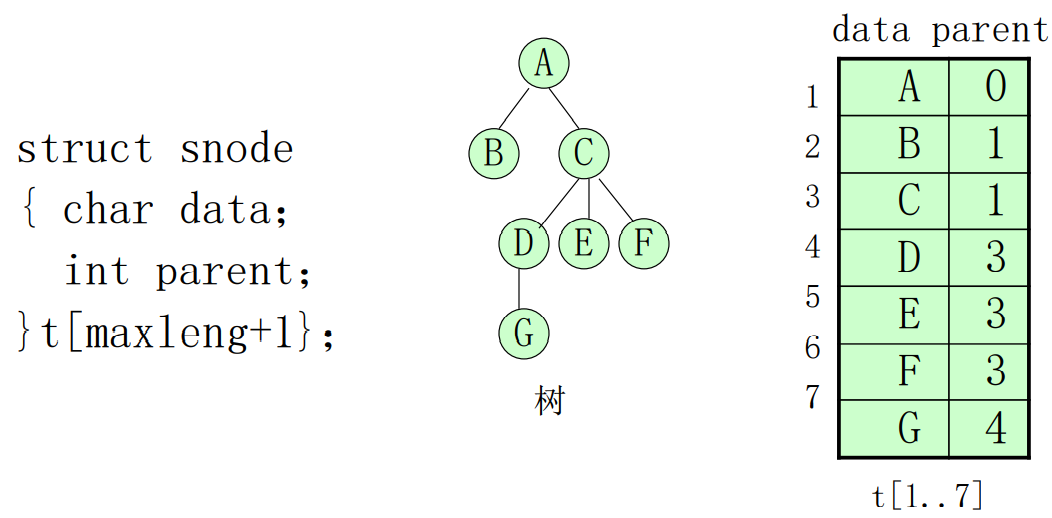 struct snode
{ char data;
int parent;
}t[maxleng+1};
A
B C
D E F
G
树
data parent
1 A 0
2 B 1
3 C 1
4 D 3
5 E 3
6 F 3
7 G 4
t[1..7]